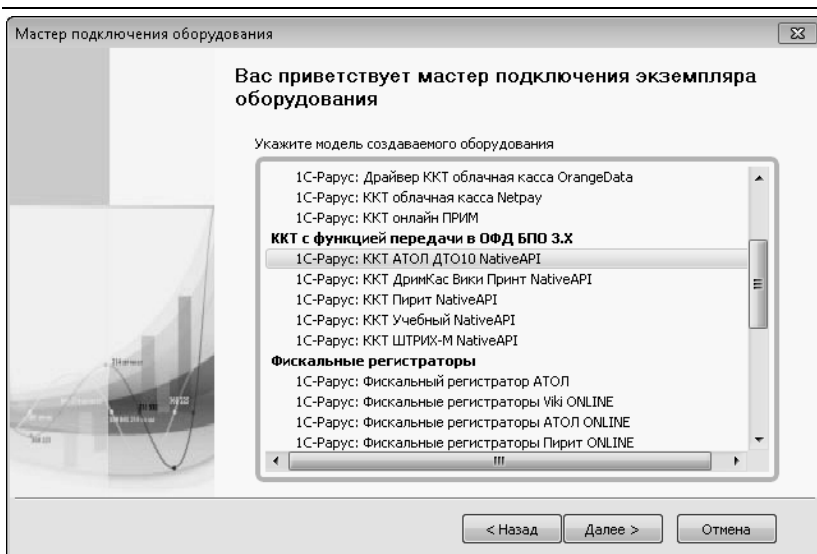 Мастер подключения оборудования
Вас приветствует мастер подключения экземпляра
оборудования
Укажите модель создаваемого оборудования
1С-Рарус: Драйвер ККТ облачная касса OrangeData
1С-Рарус: ККТ облачная касса Netpay
1С-Рарус: ККТ онлайн ПРИМ
ККТ с функцией передачи в ОФД БПО 3.X
1С-Рарус: ККТ АТОЛ ДТО10 NativeAPI
1С-Рарус: ККТ ДримКас Вики Принт NativeAPI
1С-Рарус: ККТ Пирит NativeAPI
1С-Рарус: ККТ Учебный NativeAPI
1С-Рарус: ККТ ШТРИХ-М NativeAPI
Фискальные регистраторы
1С-Рарус: Фискальный регистратор АТОЛ
1С-Рарус: Фискальные регистраторы Viki ONLINE
1С-Рарус: Фискальные регистраторы АТОЛ ONLINE
1С-Рарус: Фискальные регистраторы Пирит ONLINE
< Назад Далее > Отмена